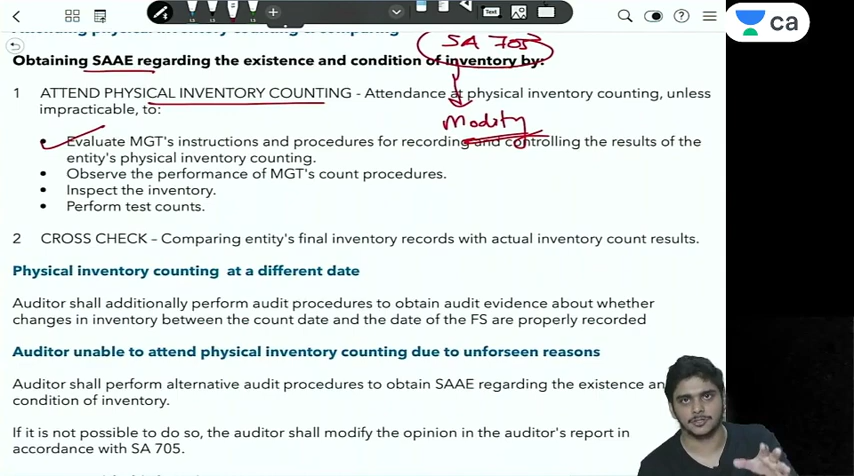 ca
SA 705
Obtaining SAAE regarding the existence and condition of inventory by:
1 ATTEND PHYSICAL INVENTORY COUNTING - Attendance at physical inventory counting, unless
impracticable, to:
Modify
• Evaluate MGT's instructions and procedures for recording and controlling the results of the
entity's physical inventory counting.
• Observe the performance of MGT's count procedures.
• Inspect the inventory.
• Perform test counts.
2 CROSS CHECK – Comparing entity's final inventory records with actual inventory count results.
Physical inventory counting at a different date
Auditor shall additionally perform audit procedures to obtain audit evidence about whether
changes in inventory between the count date and the date of the FS are properly recorded
Auditor unable to attend physical inventory counting due to unforseen reasons
Auditor shall perform alternative audit procedures to obtain SAAE regarding the existence
condition of inventory.
If it is not possible to do so, the auditor shall modify the opinion in the auditor's report in
accordance with SA 705.